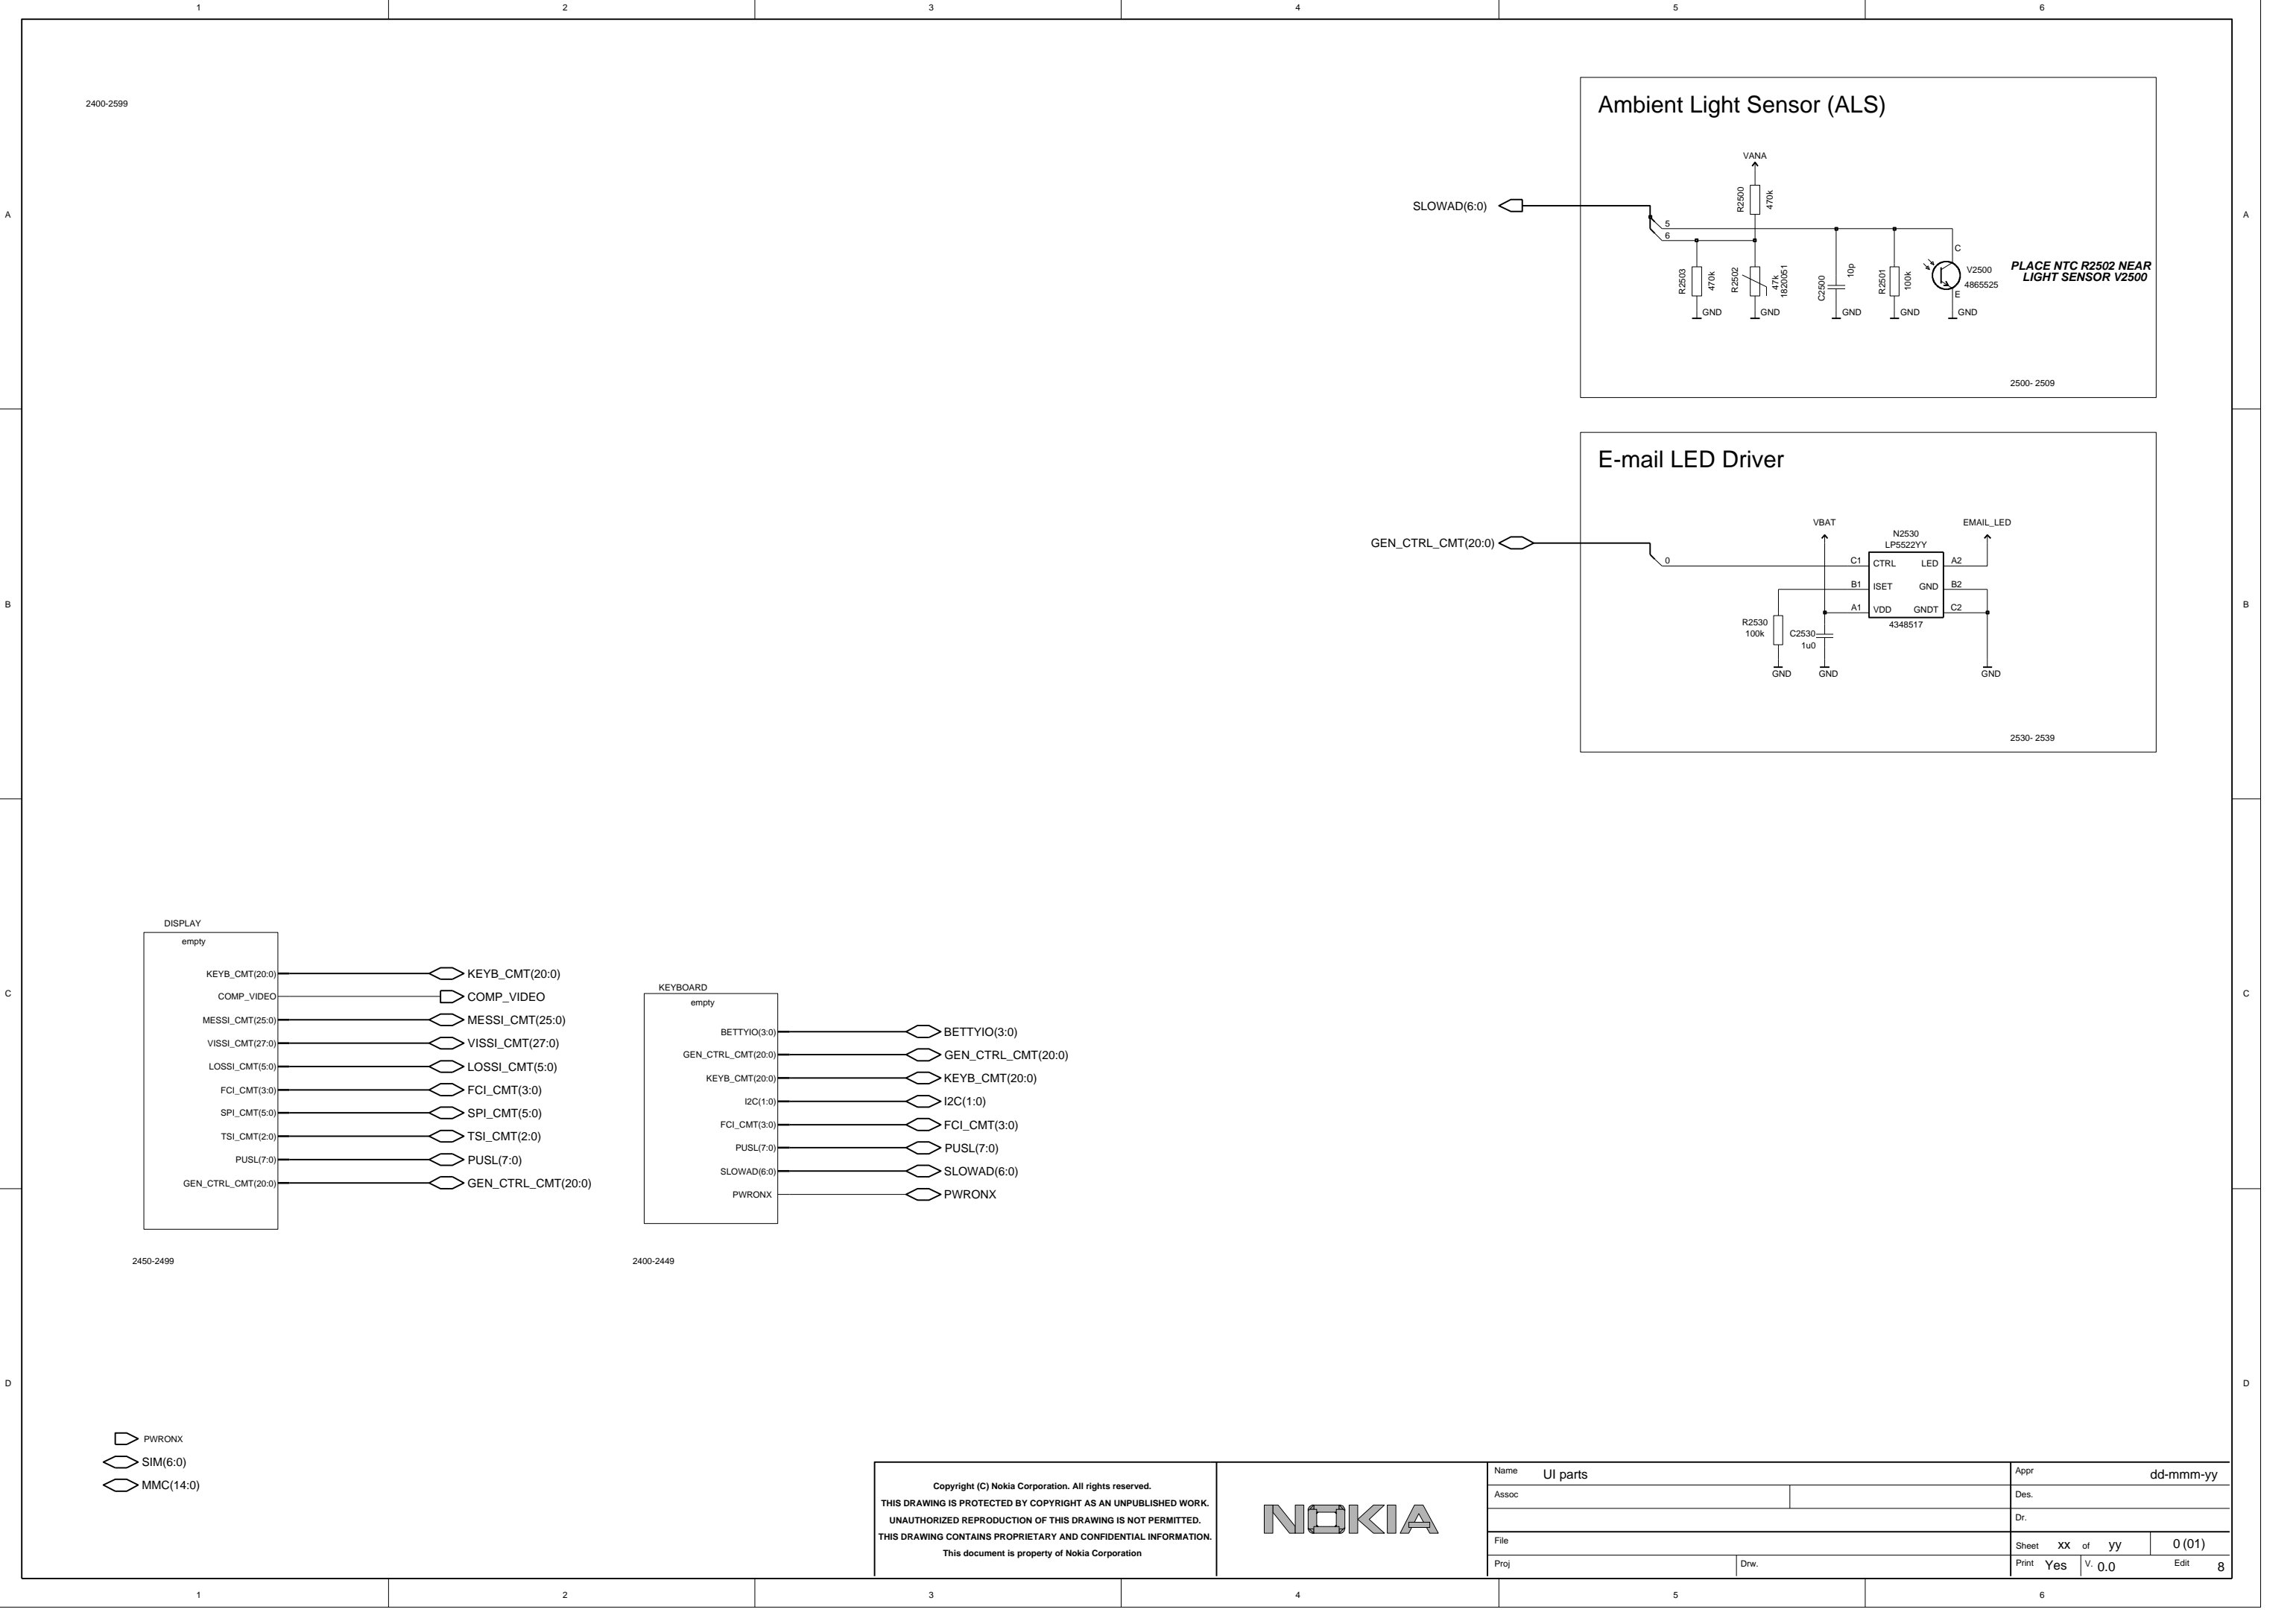 1 2 3 4 5 6
2400-2599
A A
Ambient Light Sensor (ALS)
VANA
R2500
470k
SLOWAD(6:0)
5
6
R2503
470k
GND
R2502
47k
1820051
GND
C2500
10p
GND
R2501
100k
GND
C
V2500
4865525
E
GND
PLACE NTC R2502 NEAR
LIGHT SENSOR V2500
2500- 2509
B B
E-mail LED Driver
GEN_CTRL_CMT(20:0)
0
VBAT
N2530
LP5522YY
EMAIL_LED
C1 CTRL LED A2
B1 ISET GND B2
A1 VDD GNDT C2
4348517
R2530
100k
C2530
1u0
GND GND GND
2530- 2539
C C
DISPLAY
empty
KEYB_CMT(20:0) KEYB_CMT(20:0)
COMP_VIDEO COMP_VIDEO
MESSI_CMT(25:0) MESSI_CMT(25:0)
VISSI_CMT(27:0) VISSI_CMT(27:0)
LOSSI_CMT(5:0) LOSSI_CMT(5:0)
FCI_CMT(3:0) FCI_CMT(3:0)
SPI_CMT(5:0) SPI_CMT(5:0)
TSI_CMT(2:0) TSI_CMT(2:0)
PUSL(7:0) PUSL(7:0)
GEN_CTRL_CMT(20:0) GEN_CTRL_CMT(20:0)
2450-2499
KEYBOARD
empty
BETTYIO(3:0) BETTYIO(3:0)
GEN_CTRL_CMT(20:0) GEN_CTRL_CMT(20:0)
KEYB_CMT(20:0) KEYB_CMT(20:0)
I2C(1:0) I2C(1:0)
FCI_CMT(3:0) FCI_CMT(3:0)
PUSL(7:0) PUSL(7:0)
SLOWAD(6:0) SLOWAD(6:0)
PWRONX PWRONX
2400-2449
D D
PWRONX
SIM(6:0)
MMC(14:0)
Copyright (C) Nokia Corporation. All rights reserved.
THIS DRAWING IS PROTECTED BY COPYRIGHT AS AN UNPUBLISHED WORK.
UNAUTHORIZED REPRODUCTION OF THIS DRAWING IS NOT PERMITTED.
THIS DRAWING CONTAINS PROPRIETARY AND CONFIDENTIAL INFORMATION.
This document is property of Nokia Corporation
NOKIA
Name UI parts
Assoc
File
Proj Drw.
Appr dd-mmm-yy
Des.
Dr.
Sheet xx of yy 0 (01)
Print Yes V. 0.0 Edit 8
1 2 3 4 5 6